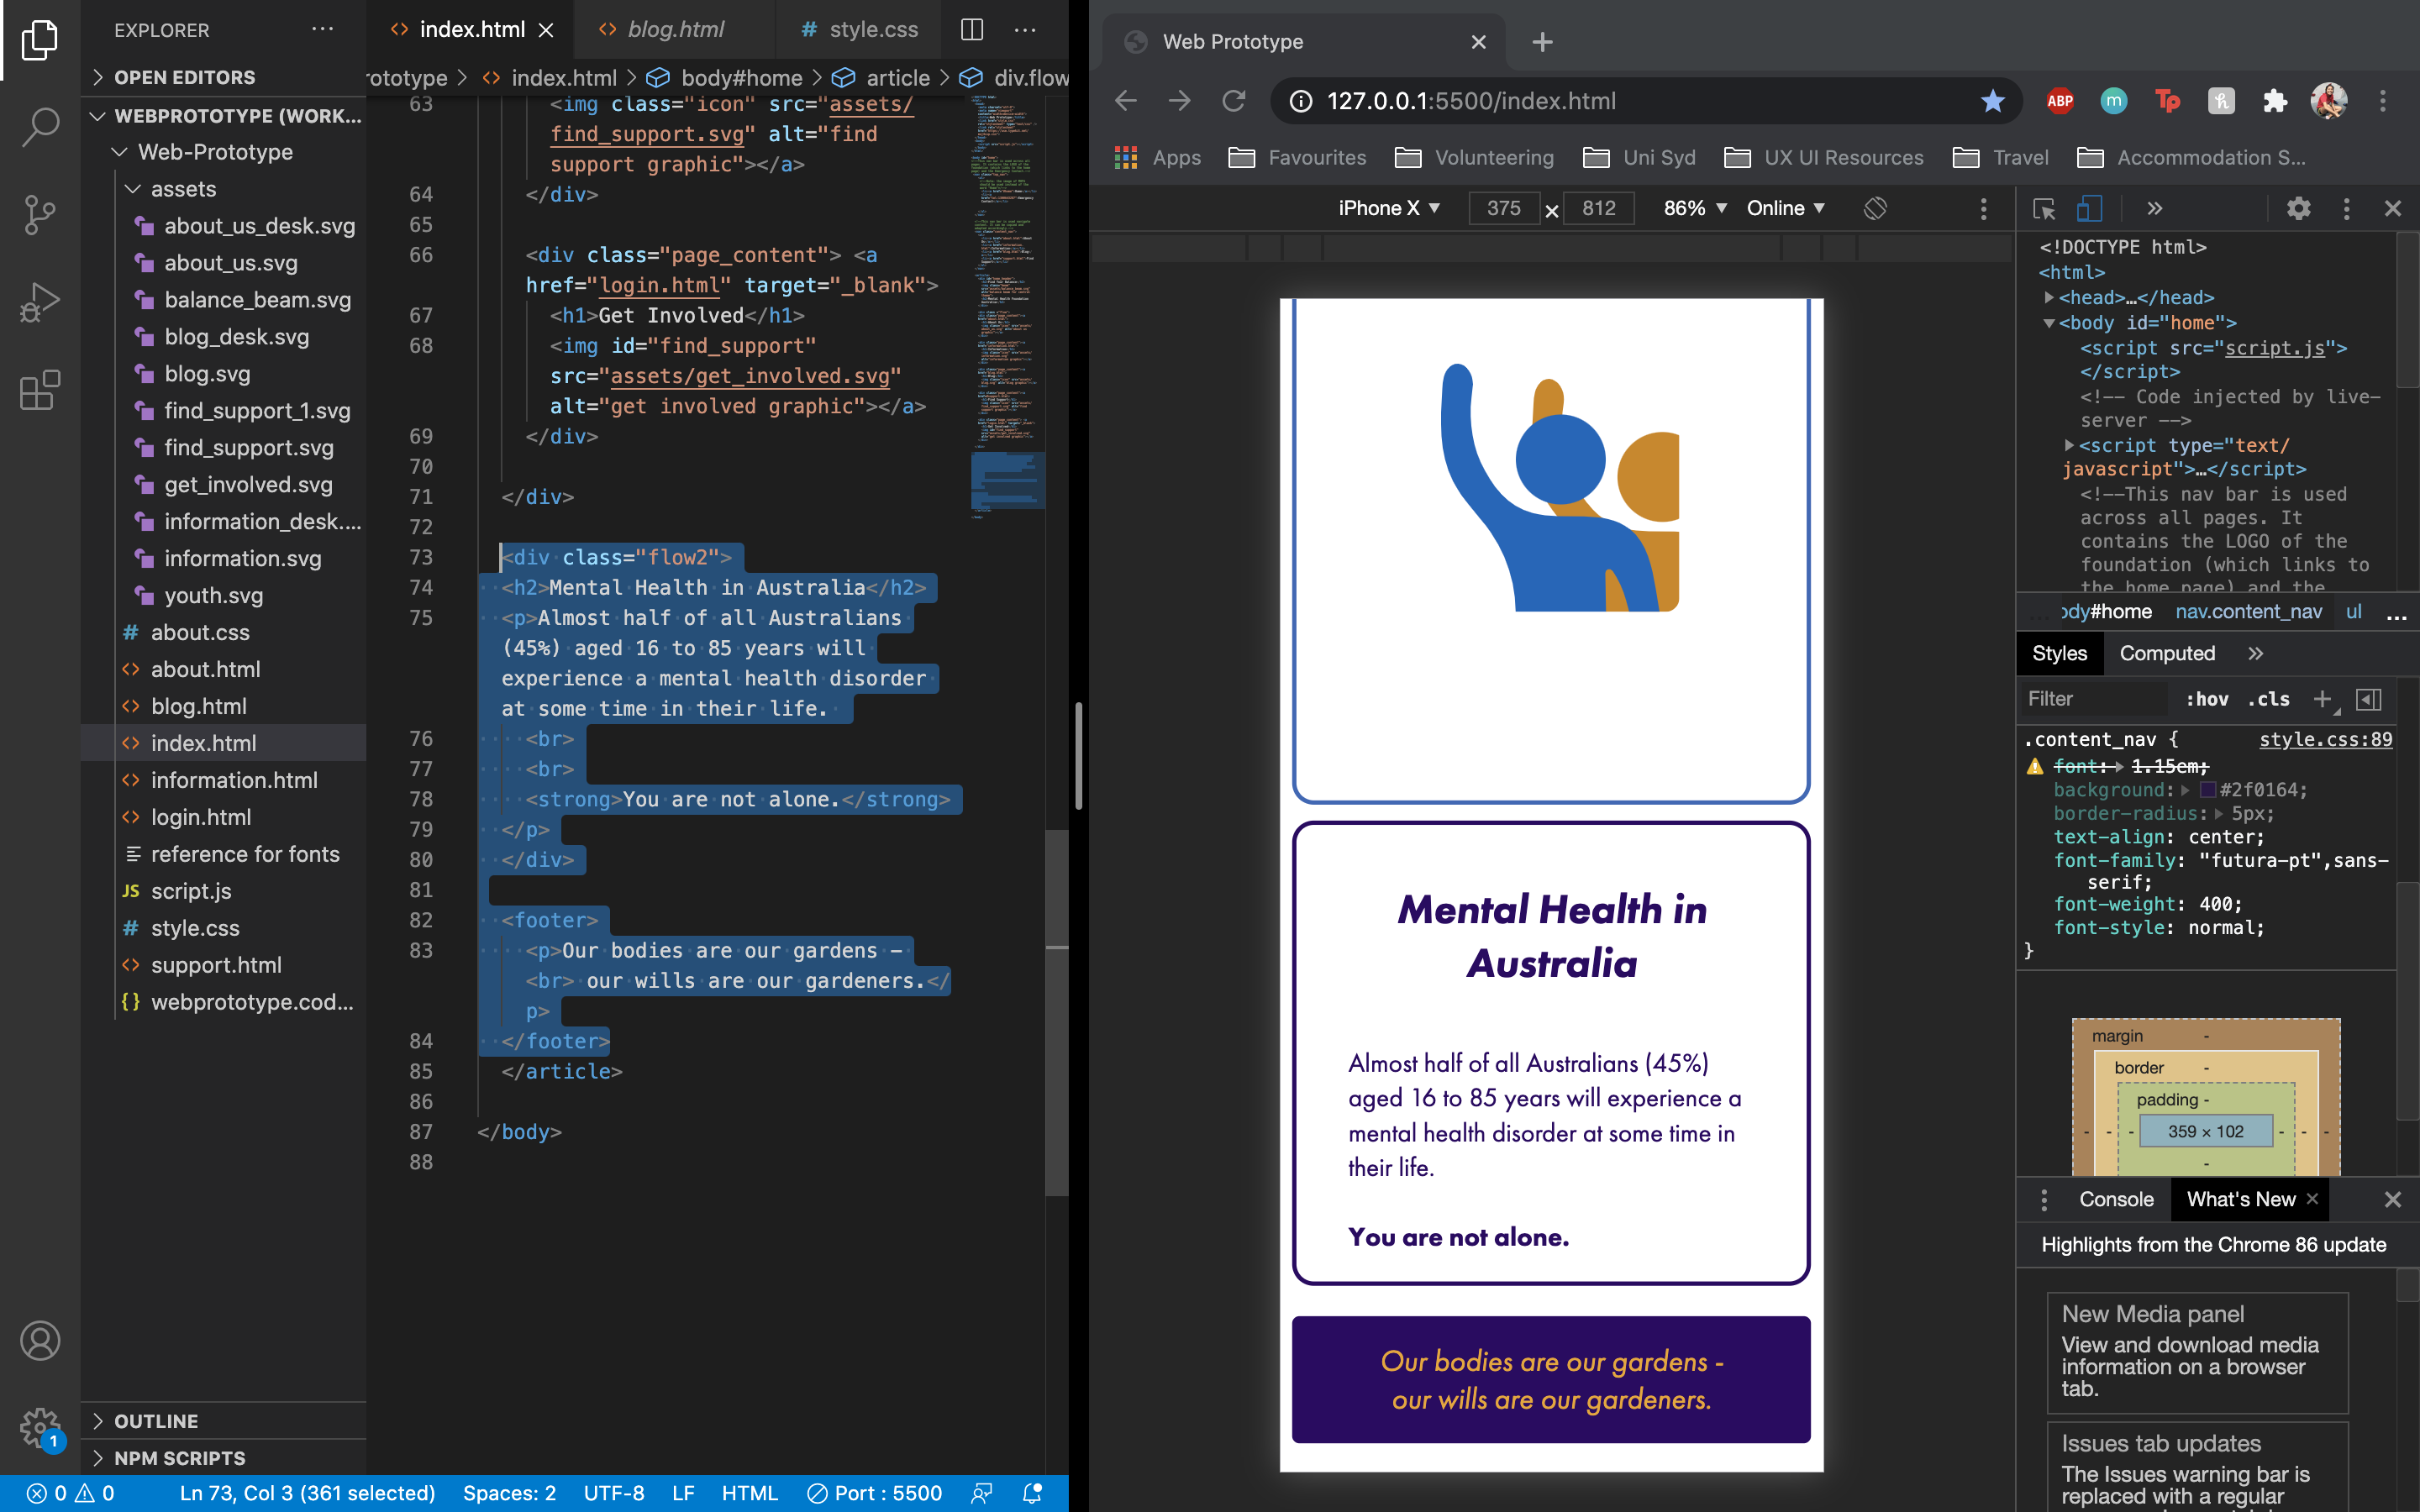 EXPLORER
OPEN EDITORS
WEBPROTOTYPE (WORK...
Web-Prototype
assets
about_us_desk.svg
about_us.svg
balance_beam.svg
blog_desk.svg
blog.svg
find_support_1.svg
find_support.svg
get_involved.svg
information_desk....
information.svg
youth.svg
# about.css
<> about.html
<> blog.html
<> index.html
<> information.html
<> login.html
reference for fonts
JS script.js
# style.css
<> support.html
{} webprototype.cod...
OUTLINE
NPM SCRIPTS
1
<> index.html
<> blog.html
# style.css
ototype > <> index.html > body#home > article > div.flow
63 <img class="icon" src="assets/
find_support.svg" alt="find
support graphic"></a>
64 </div>
65
66 <div class="page_content"> <a
href="login.html" target="_blank">
67 <h1>Get Involved</h1>
68 <img id="find_support"
src="assets/get_involved.svg"
alt="get involved graphic"></a>
69 </div>
70
71 </div>
72
73 <div class="flow2">
74 <h2>Mental Health in Australia</h2>
75 <p>Almost half of all Australians
(45%) aged 16 to 85 years will
experience a mental health disorder
at some time in their life.
76 <br>
77 <br>
78 <strong>You are not alone.</strong>
79 </p>
80 </div>
81
82 <footer>
83 <p>Our bodies are our gardens -
<br> our wills are our gardeners.</
p>
84 </footer>
85 </article>
86
87 </body>
88
0 0 Ln 73, Col 3 (361 selected) Spaces: 2 UTF-8 LF HTML Port : 5500
Web Prototype
127.0.0.1:5500/index.html
ABP m Tp h
Apps Favourites Volunteering Uni Syd UX UI Resources Travel Accommodation S...
iPhone X 375 x 812 86% Online
Mental Health in
Australia
Almost half of all Australians (45%)
aged 16 to 85 years will experience a
mental health disorder at some time in
their life.
You are not alone.
Our bodies are our gardens -
our wills are our gardeners.
<!DOCTYPE html>
<html>
<head>…</head>
<body id="home">
<script src="script.js">
</script>
<!-- Code injected by live-
server -->
<script type="text/
javascript">…</script>
<!--This nav bar is used
across all pages. It
contains the LOGO of the
foundation (which links to
the home page) and the
... ody#home nav.content_nav ul ...
Styles Computed
Filter :hov .cls +
.content_nav { style.css:89
font: 1.15em;
background: #2f0164;
border-radius: 5px;
text-align: center;
font-family: "futura-pt",sans-
serif;
font-weight: 400;
font-style: normal;
}
margin -
border -
padding -
- - - 359 × 102 - - -
-
Console What's New
Highlights from the Chrome 86 update
New Media panel
View and download media
information on a browser
tab.
Issues tab updates
The Issues warning bar is
replaced with a regular